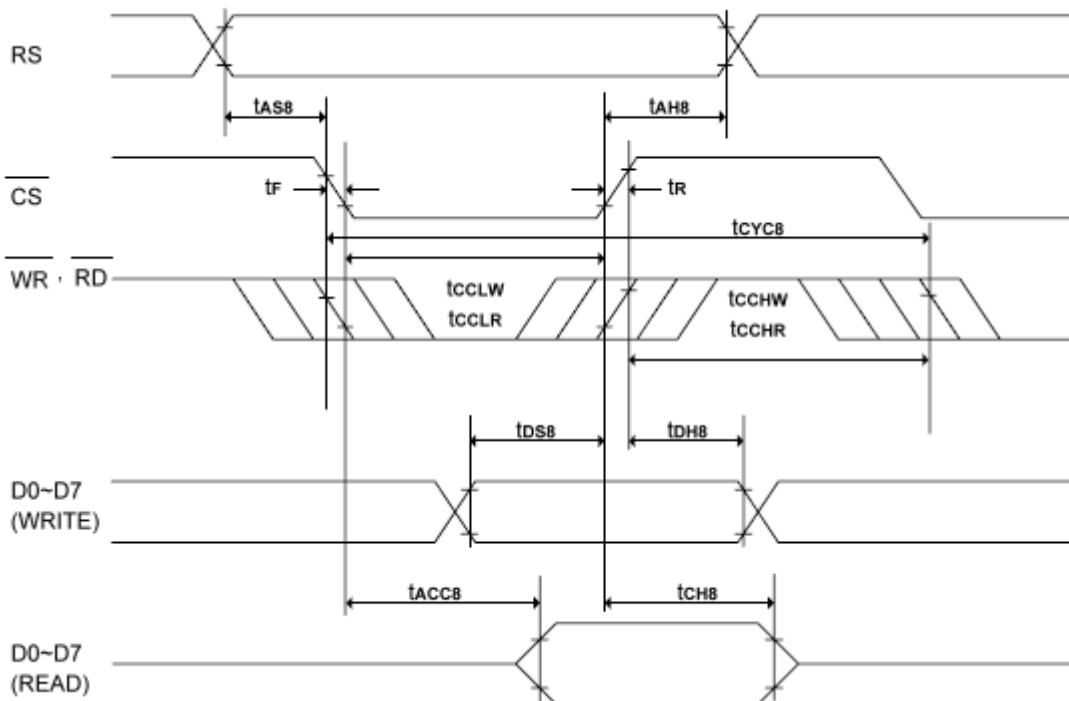 RS
tAS8
tAH8
CS
tF
tR
tCYC8
WR , RD
tCCLW
tCCLR
tCCHW
tCCHR
tDS8
tDH8
D0~D7
(WRITE)
tACC8
tCH8
D0~D7
(READ)